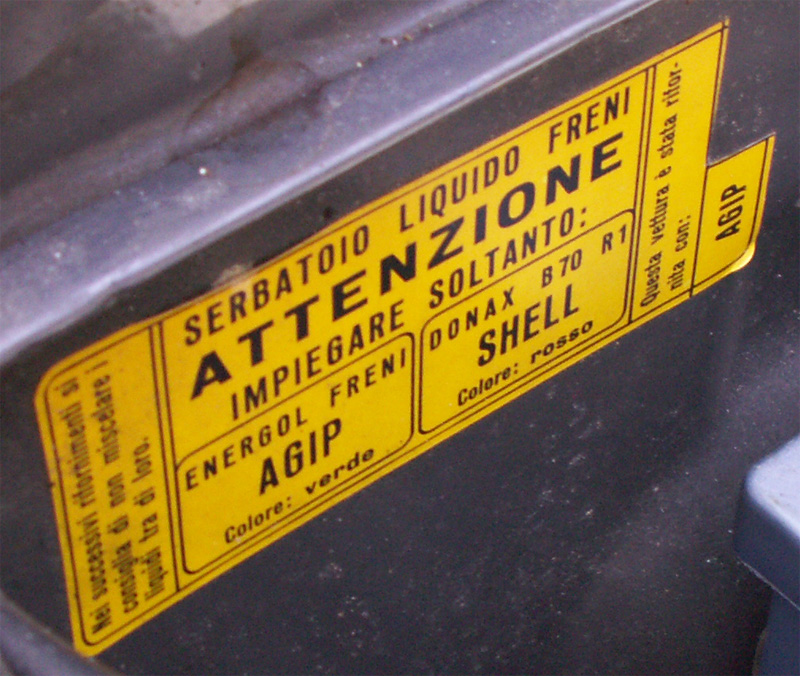 Nei successivi rifornimenti si
consiglia di non miscelare i
liquidi tra di loro.
SERBATOIO LIQUIDO FRENI
ATTENZIONE
IMPIEGARE SOLTANTO:
ENERGOL FRENI
AGIP
Colore: verde
DONAX B70 R1
SHELL
Colore: rosso
Questa vettura è stata rifor-
nita con:
AGIP